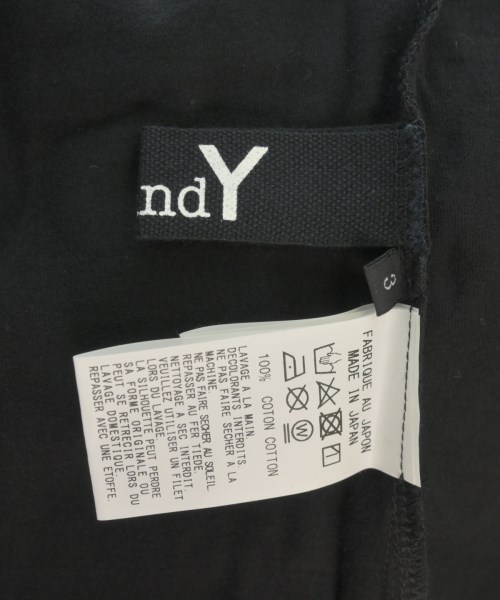 ndY
3
FABRIQUE AU JAPON
MADE IN JAPAN
W
100% COTON COTTON
LAVAGE A LA MAIN
DECOLORANTS INTERDITS.
NE PAS FAIRE SECHER A LA
MACHINE.
NE PAS FAIRE SECHER AU SOLEIL.
REPASSER AU FER TIEDE
NETTOYAGE A SEC INTERDIT.
VEUILLEZ UTILISER UN FILET
LORS DU LAVAGE
LA SILHOUETTE PEUT PERDRE
SA FORME ORIGINALE OU
PEUT SE RETRECIR LORS DU
LAVAGE DOMESTIQUE.
REPASSER AVEC UNE ETOFFE.